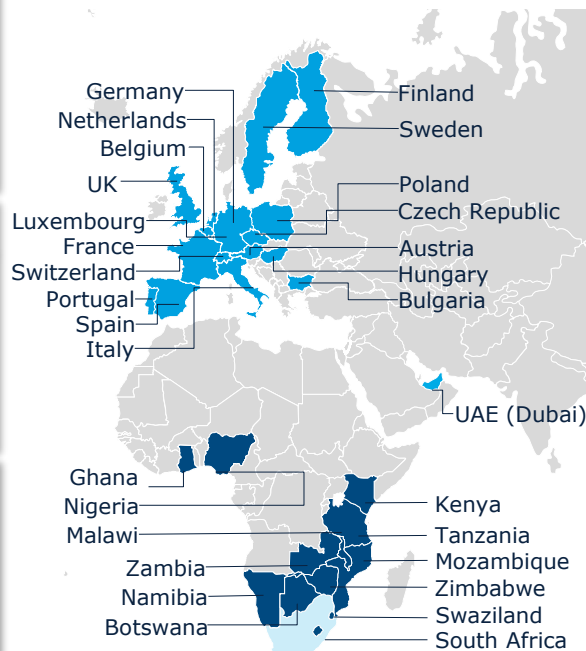 Germany
Netherlands
Belgium
UK
Luxembourg
France
Switzerland
Portugal
Spain
Italy
Finland
Sweden
Poland
Czech Republic
Austria
Hungary
Bulgaria
UAE (Dubai)
Ghana
Nigeria
Malawi
Zambia
Namibia
Botswana
Kenya
Tanzania
Mozambique
Zimbabwe
Swaziland
South Africa